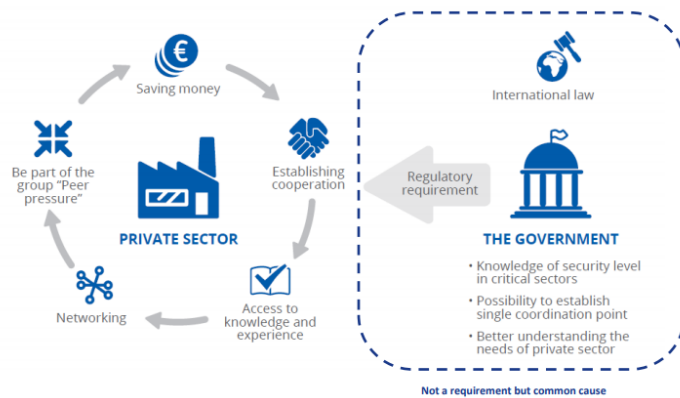 Saving money
Be part of the
group “Peer
pressure”
Establishing
cooperation
PRIVATE SECTOR
Networking
Access to
knowledge and
experience
International law
Regulatory
requirement
THE GOVERNMENT
• Knowledge of security level
in critical sectors
• Possibility to establish
single coordination point
• Better understanding the
needs of private sector
Not a requirement but common cause